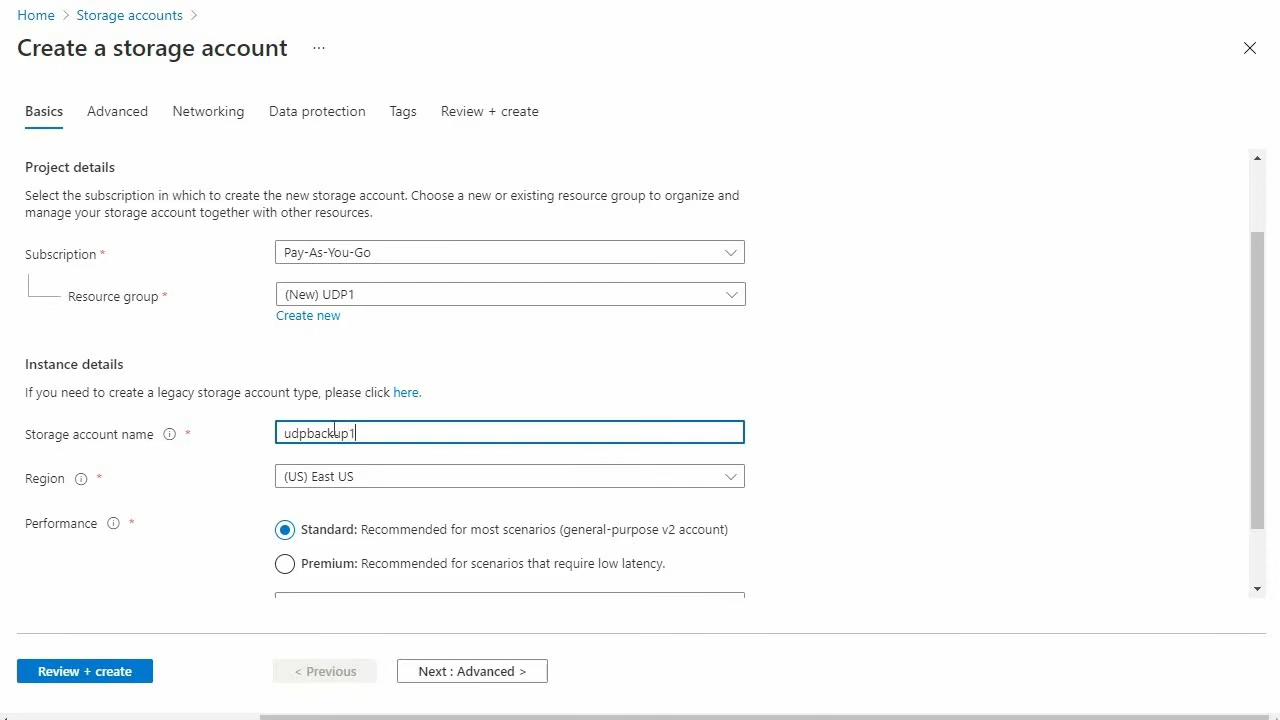 Home > Storage accounts >
Create a storage account ...
Basics Advanced Networking Data protection Tags Review + create
Project details
Select the subscription in which to create the new storage account. Choose a new or existing resource group to organize and
manage your storage account together with other resources.
Subscription * Pay-As-You-Go
Resource group * (New) UDP1
Create new
Instance details
If you need to create a legacy storage account type, please click here.
Storage account name * udpbackup1
Region * (US) East US
Performance * Standard: Recommended for most scenarios (general-purpose v2 account)
Premium: Recommended for scenarios that require low latency.
Review + create < Previous Next : Advanced >